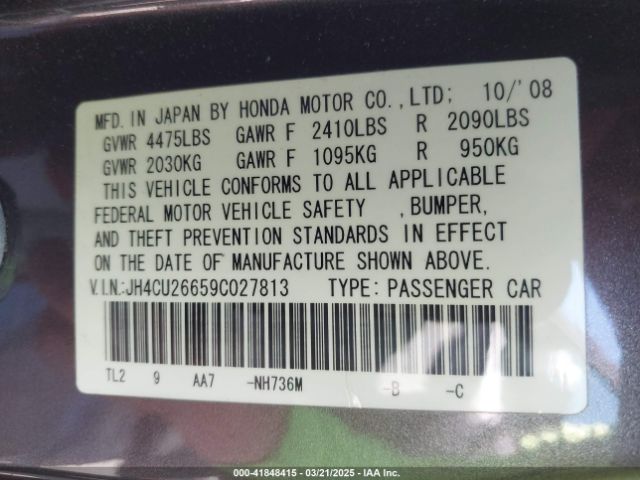 MFD. IN JAPAN BY HONDA MOTOR CO.,LTD; 10/'08
GVWR 4475LBS GAWR F 2410LBS R 2090LBS
GVWR 2030KG GAWR F 1095KG R 950KG
THIS VEHICLE CONFORMS TO ALL APPLICABLE
FEDERAL MOTOR VEHICLE SAFETY ,BUMPER,
AND THEFT PREVENTION STANDARDS IN EFFECT
ON THE DATE OF MANUFACTURE SHOWN ABOVE.
V.I.N:JH4CU26659C027813 TYPE: PASSENGER CAR
TL2 9 AA7 -NH736M -B -C
000-41848415 - 03/21/2025 - IAA Inc.